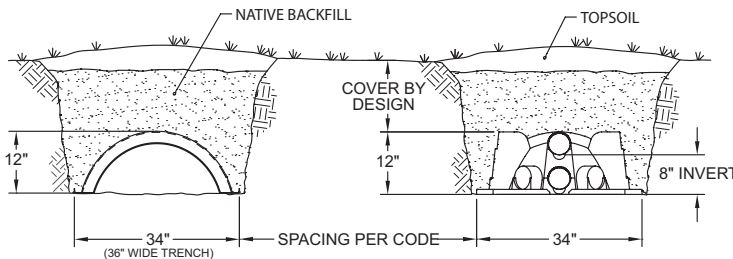 NATIVE BACKFILL
TOPSOIL
COVER BY
DESIGN
12"
12"
8" INVERT
34"
(36" WIDE TRENCH)
SPACING PER CODE
34"